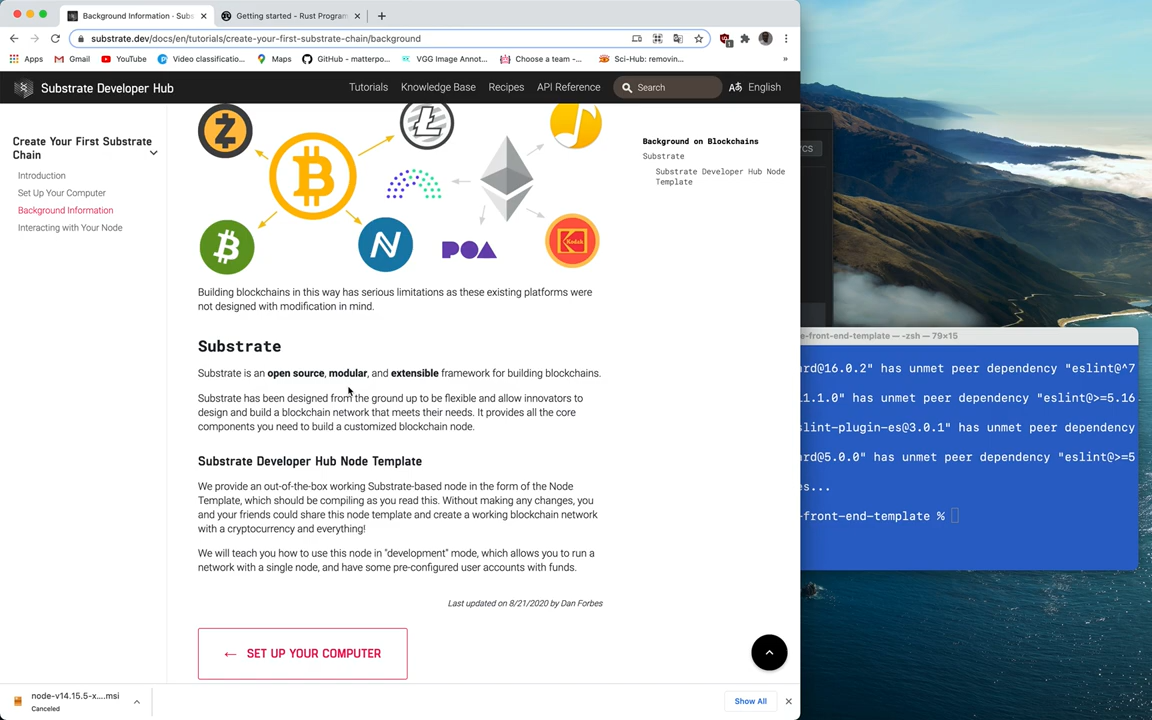 Background Information · Subs
Getting started - Rust Program
substrate.dev/docs/en/tutorials/create-your-first-substrate-chain/background
Apps
Gmail
YouTube
Video classificatio...
Maps
GitHub - matterpo...
VGG Image Annot...
Choose a team -...
Sci-Hub: removin...
»
Substrate Developer Hub
Tutorials
Knowledge Base
Recipes
API Reference
Search
English
Create Your First Substrate
Chain
Introduction
Set Up Your Computer
Background Information
Interacting with Your Node
POA
Kodak
Background on Blockchains
Substrate
Substrate Developer Hub Node
Template
Building blockchains in this way has serious limitations as these existing platforms were
not designed with modification in mind.
Substrate
Substrate is an open source, modular, and extensible framework for building blockchains.
Substrate has been designed from the ground up to be flexible and allow innovators to
design and build a blockchain network that meets their needs. It provides all the core
components you need to build a customized blockchain node.
Substrate Developer Hub Node Template
We provide an out-of-the-box working Substrate-based node in the form of the Node
Template, which should be compiling as you read this. Without making any changes, you
and your friends could share this node template and create a working blockchain network
with a cryptocurrency and everything!
We will teach you how to use this node in "development" mode, which allows you to run a
network with a single node, and have some pre-configured user accounts with funds.
Last updated on 8/21/2020 by Dan Forbes
← SET UP YOUR COMPUTER
node-v14.15.5-x....msi
Canceled
Show All
e-front-end-template — -zsh — 79×15
ard@16.0.2" has unmet peer dependency "eslint@^7
11.1.0" has unmet peer dependency "eslint@>=5.16
slint-plugin-es@3.0.1" has unmet peer dependency
ard@5.0.0" has unmet peer dependency "eslint@>=5
es...
-front-end-template %